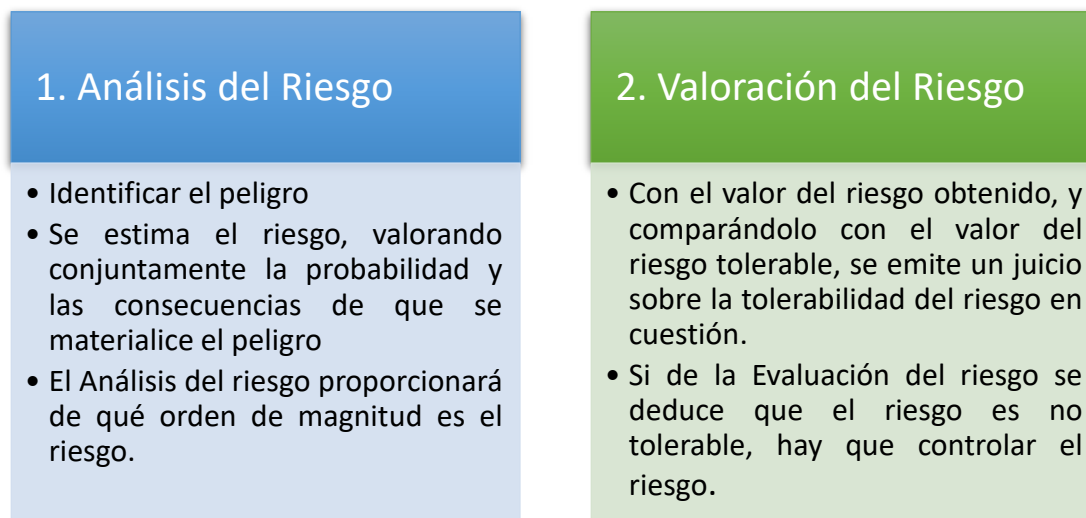 1. Análisis del Riesgo
• Identificar el peligro
• Se estima el riesgo, valorando
conjuntamente la probabilidad y
las consecuencias de que se
materialice el peligro
• El Análisis del riesgo proporcionará
de qué orden de magnitud es el
riesgo.
2. Valoración del Riesgo
• Con el valor del riesgo obtenido, y
comparándolo con el valor del
riesgo tolerable, se emite un juicio
sobre la tolerabilidad del riesgo en
cuestión.
• Si de la Evaluación del riesgo se
deduce que el riesgo es no
tolerable, hay que controlar el
riesgo.